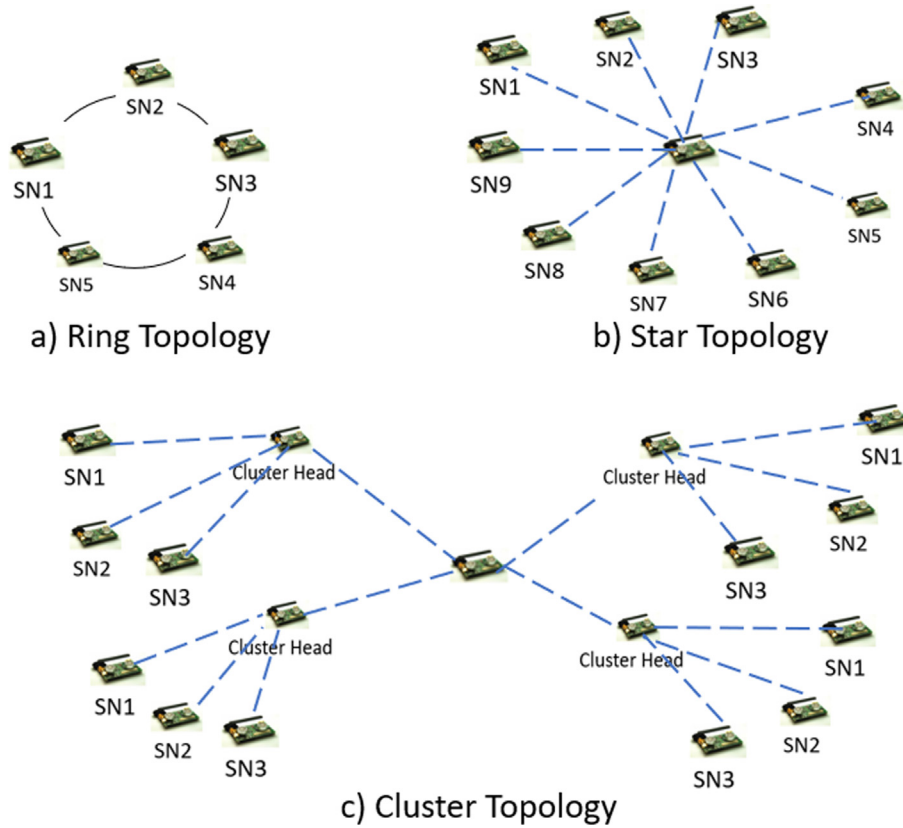 SN2
SN1
SN3
SN5
SN4
a) Ring Topology
SN1
SN2
SN3
SN4
SN9
SN5
SN8
SN7
SN6
b) Star Topology
SN1
Cluster Head
SN2
SN3
Cluster Head
SN1
SN2
SN3
Cluster Head
SN1
SN2
SN3
Cluster Head
SN1
SN2
SN3
c) Cluster Topology